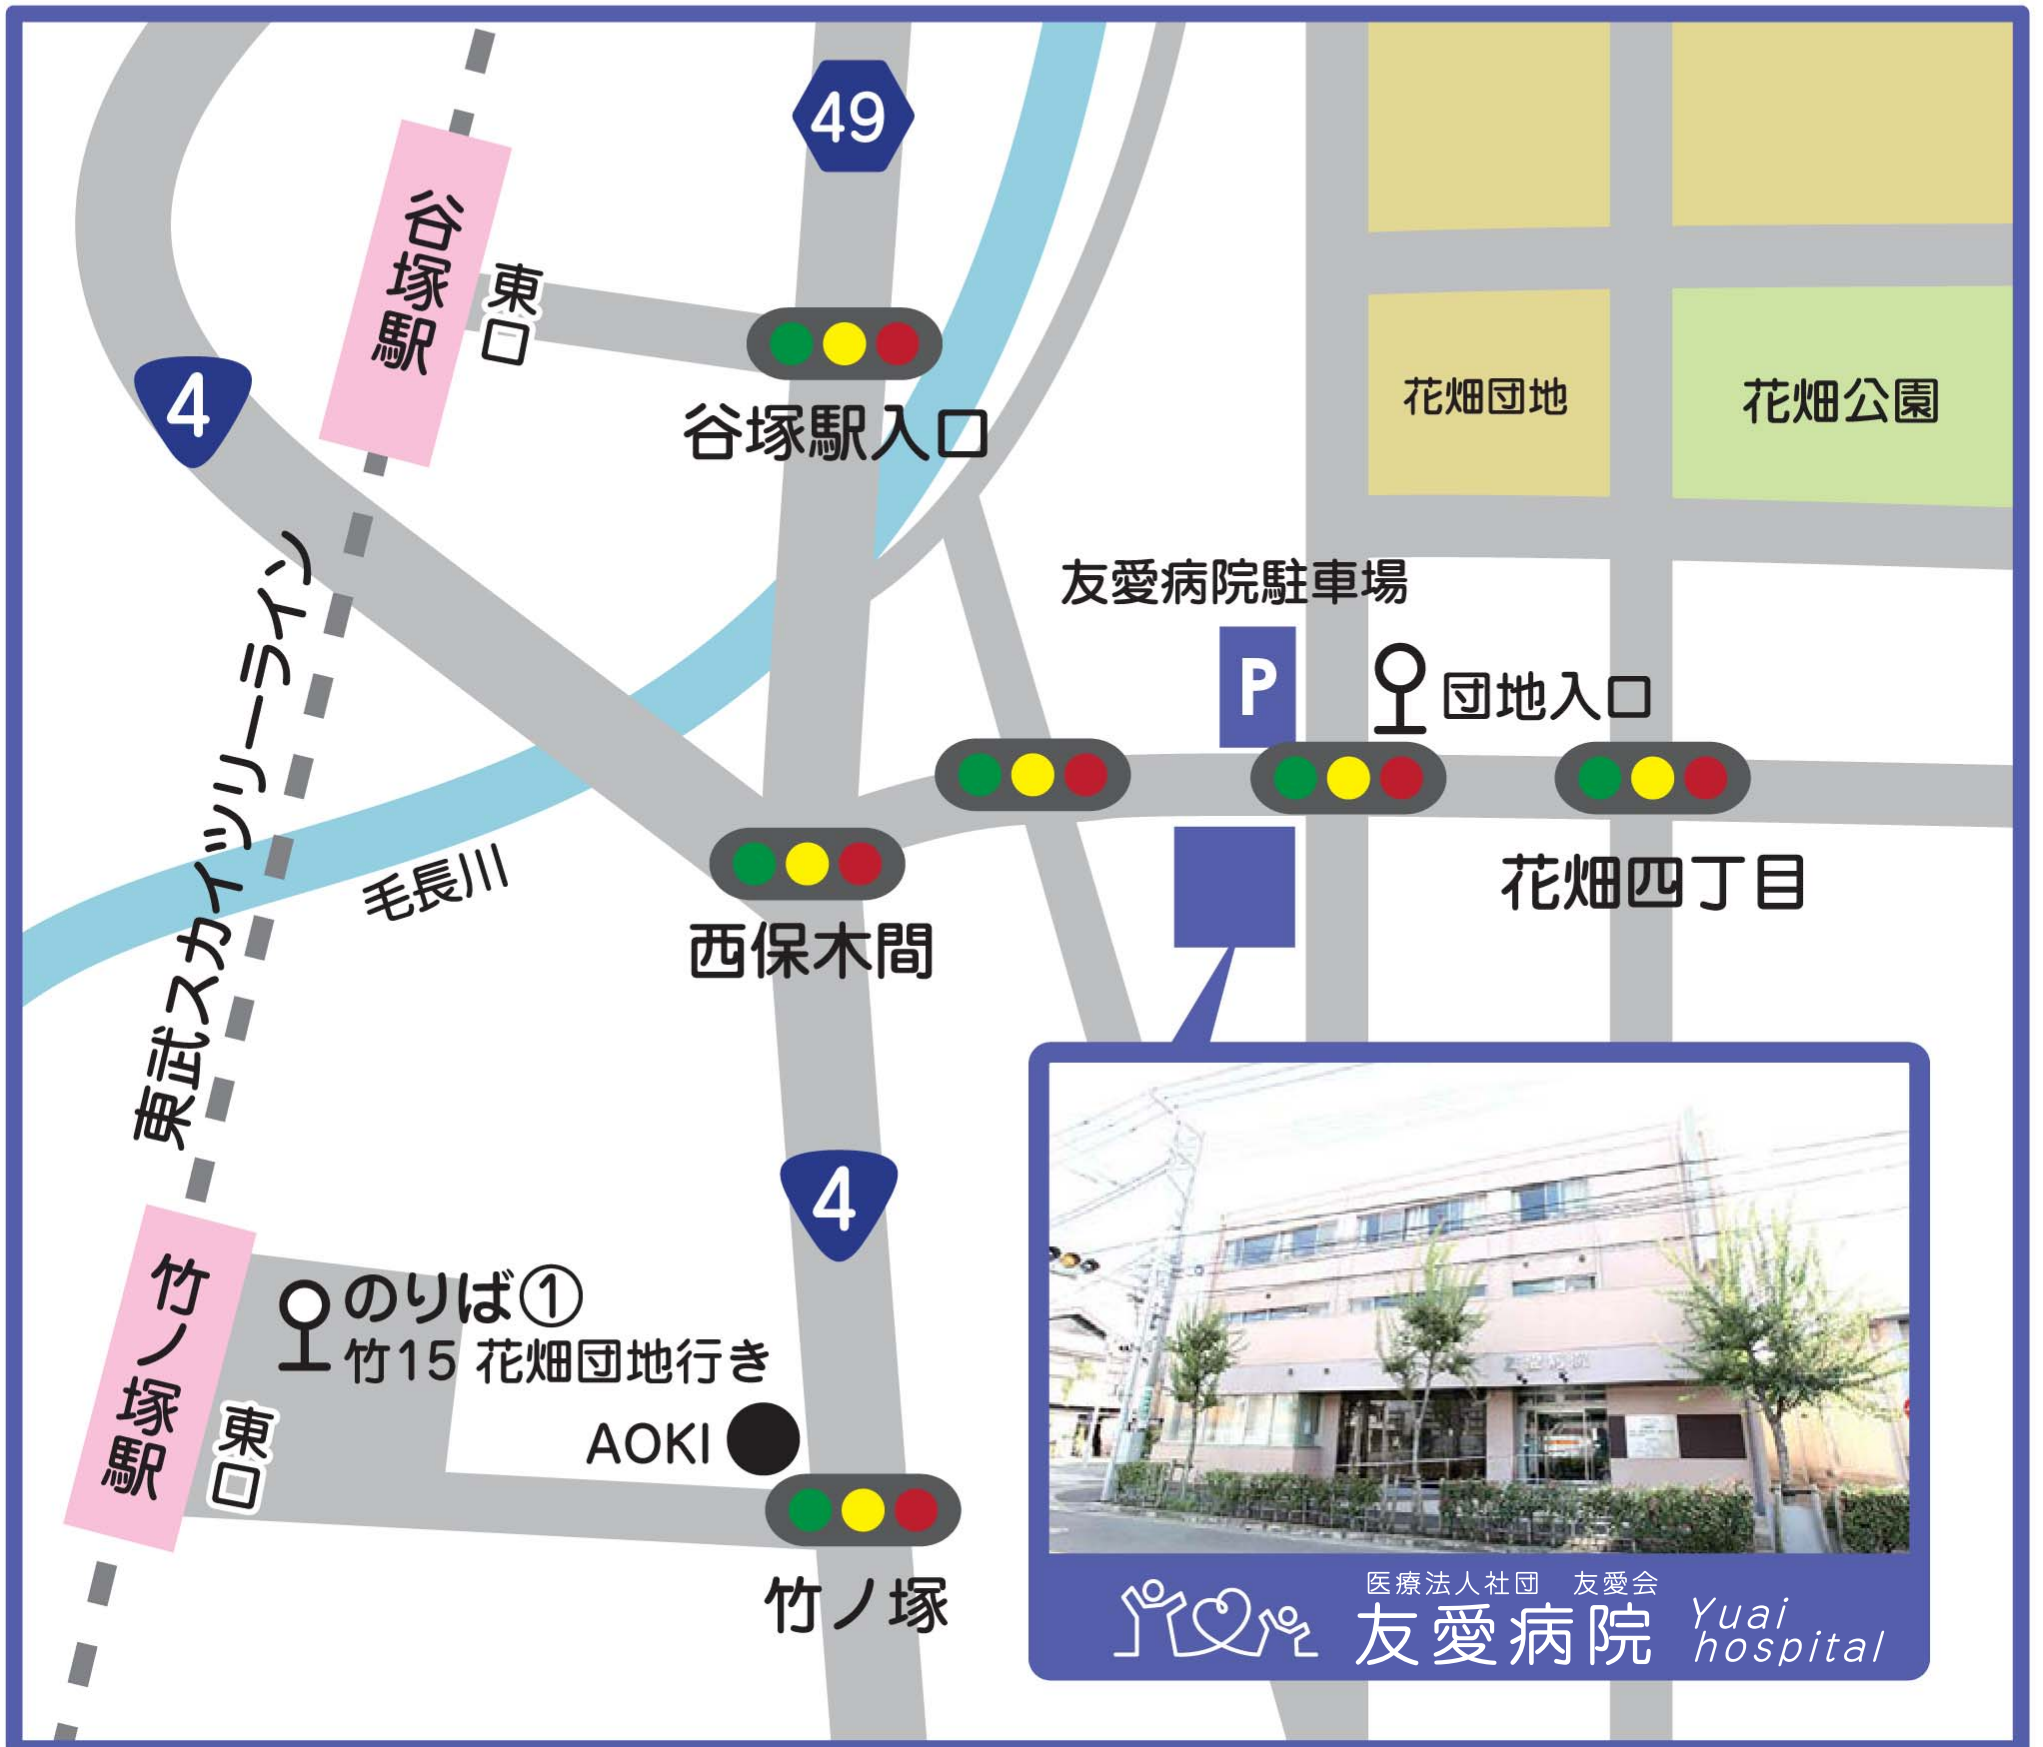 49
谷塚駅
東口
4
谷塚駅入口
花畑団地
花畑公園
友愛病院駐車場
P
団地入口
東武スカイツリーライン
毛長川
西保木間
花畑四丁目
4
竹ノ塚駅
のりば①
竹15 花畑団地行き
東口
AOKI
竹ノ塚
医療法人社団 友愛会
友愛病院
Yuai
hospital